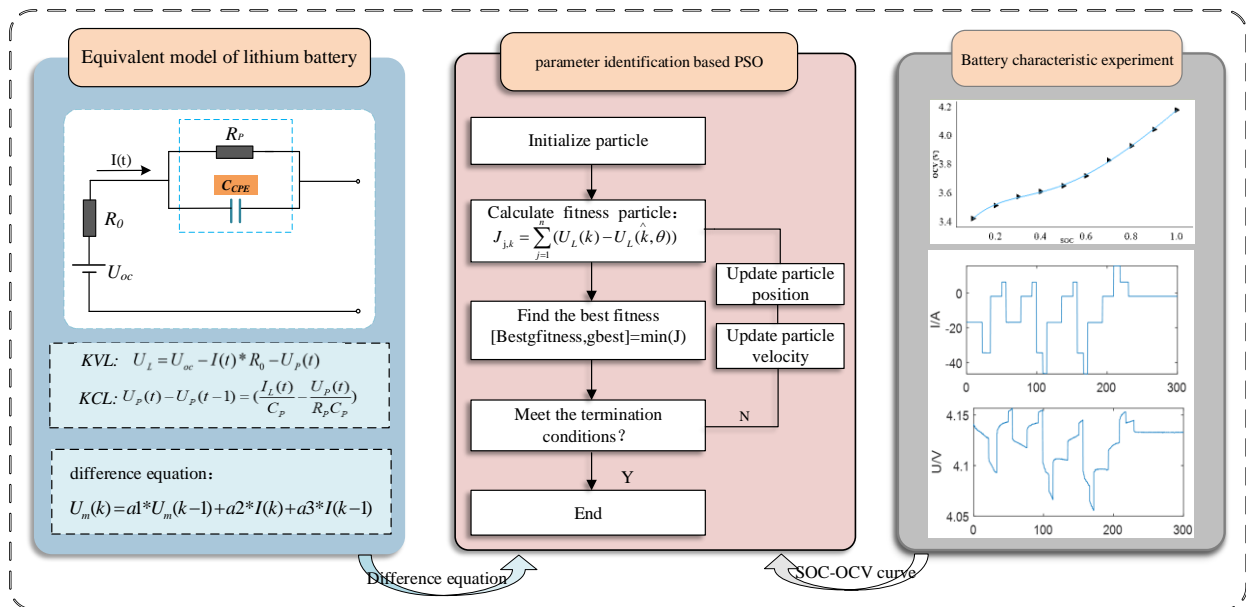 Equivalent model of lithium battery
I(t)
R_P
C_CPE
R_0
U_oc
KVL: U_L = U_oc − I(t)* R_0 − U_P(t)
KCL: U_P(t) − U_P(t−1) = (I_L(t)/C_P − U_P(t)/R_P C_P)
difference equation:
U_m(k) = a1*U_m(k−1)+a2*I(k)+a3*I(k−1)
Difference equation
parameter identification based PSO
Initialize particle
Calculate fitness particle:
J_j,k = ∑_{j=1}^{n} (U_L(k) − U_L(k̂,θ))
Find the best fitness
[Bestgfitness,gbest]=min(J)
Meet the termination
conditions?
N
Y
End
Update particle
position
Update particle
velocity
SOC-OCV curve
Battery characteristic experiment
OCV (V)
4.2
4.0
3.8
3.6
3.4
0.2 0.4 0.6 0.8 1.0
SOC
I/A
0
-20
-40
0 100 200 300
U/V
4.15
4.1
4.05
0 100 200 300